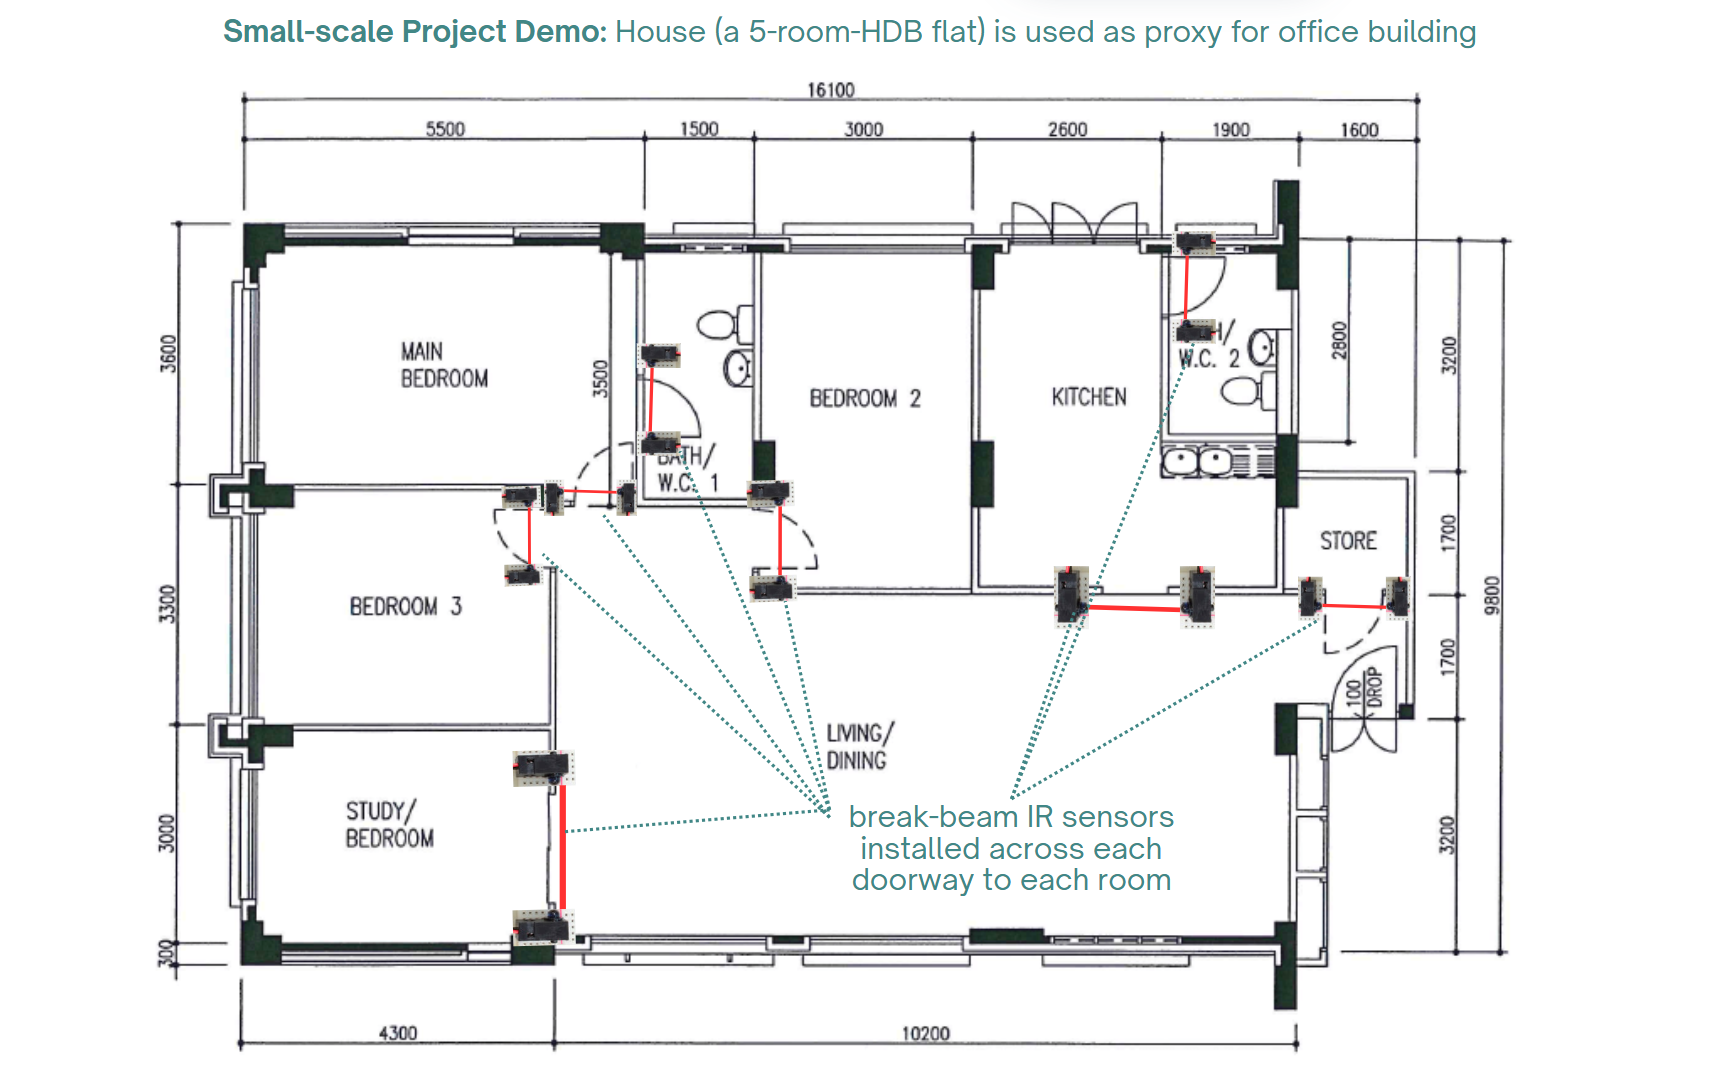 Small-scale Project Demo: House (a 5-room-HDB flat) is used as proxy for office building
16100
5500
1500
3000
2600
1900
1600
3600
3500
MAIN
BEDROOM
BEDROOM 2
KITCHEN
H/
W.C. 2
2800
3200
BATH/
W.C. 1
STORE
1700
BEDROOM 3
3300
9800
1700
100
DROP
LIVING/
DINING
STUDY/
BEDROOM
3000
break-beam IR sensors
installed across each
doorway to each room
3200
300
4300
10200